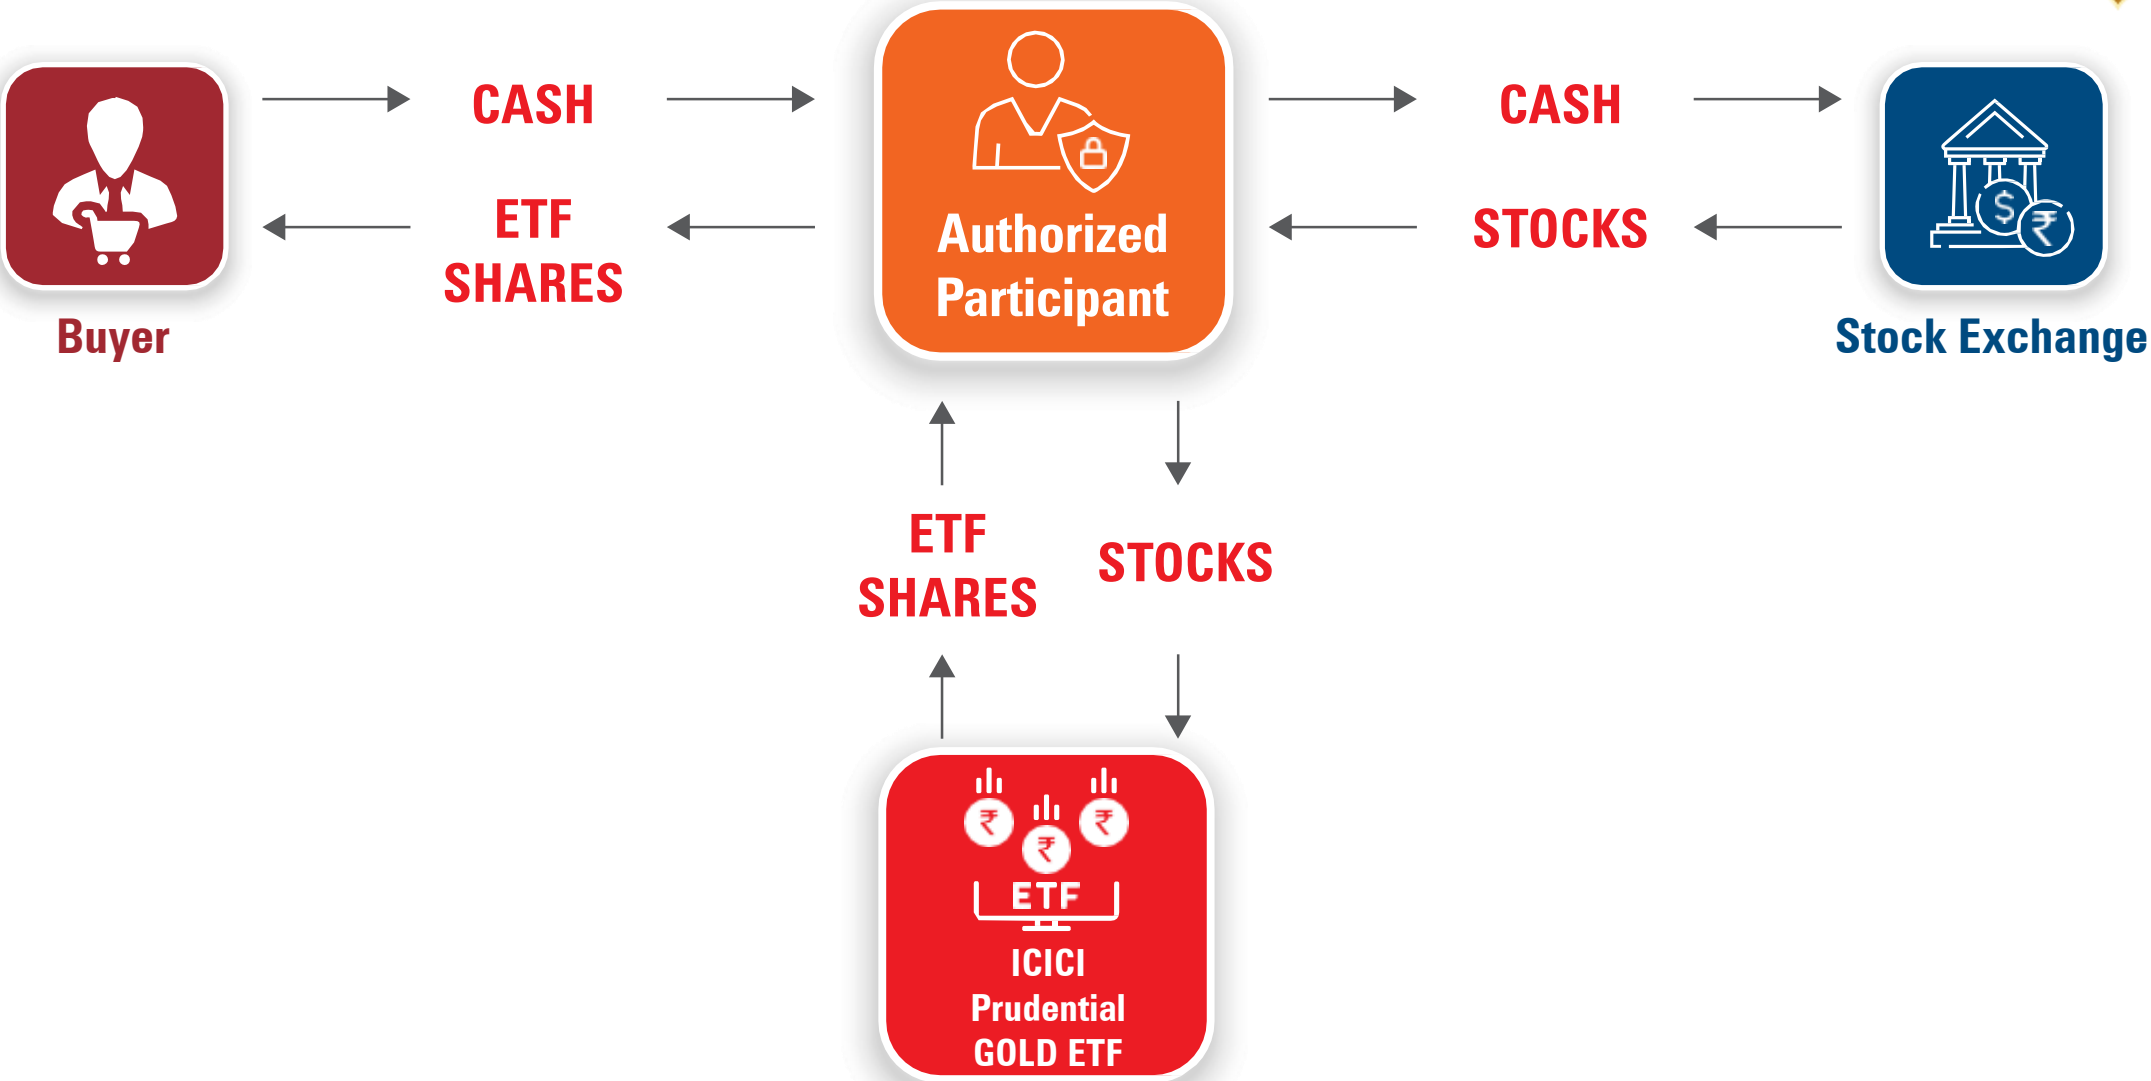 CASH
CASH
ETF
SHARES
STOCKS
$
₹
Authorized
Participant
Buyer
Stock Exchange
ETF
SHARES
STOCKS
₹
₹
₹
ETF
ICICI
Prudential
GOLD ETF